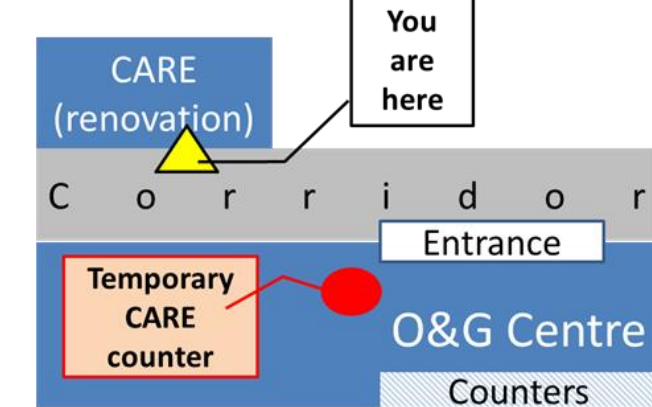 You
are
here
CARE
(renovation)
C o r r i d o r
Entrance
Temporary
CARE
counter
O&G Centre
Counters